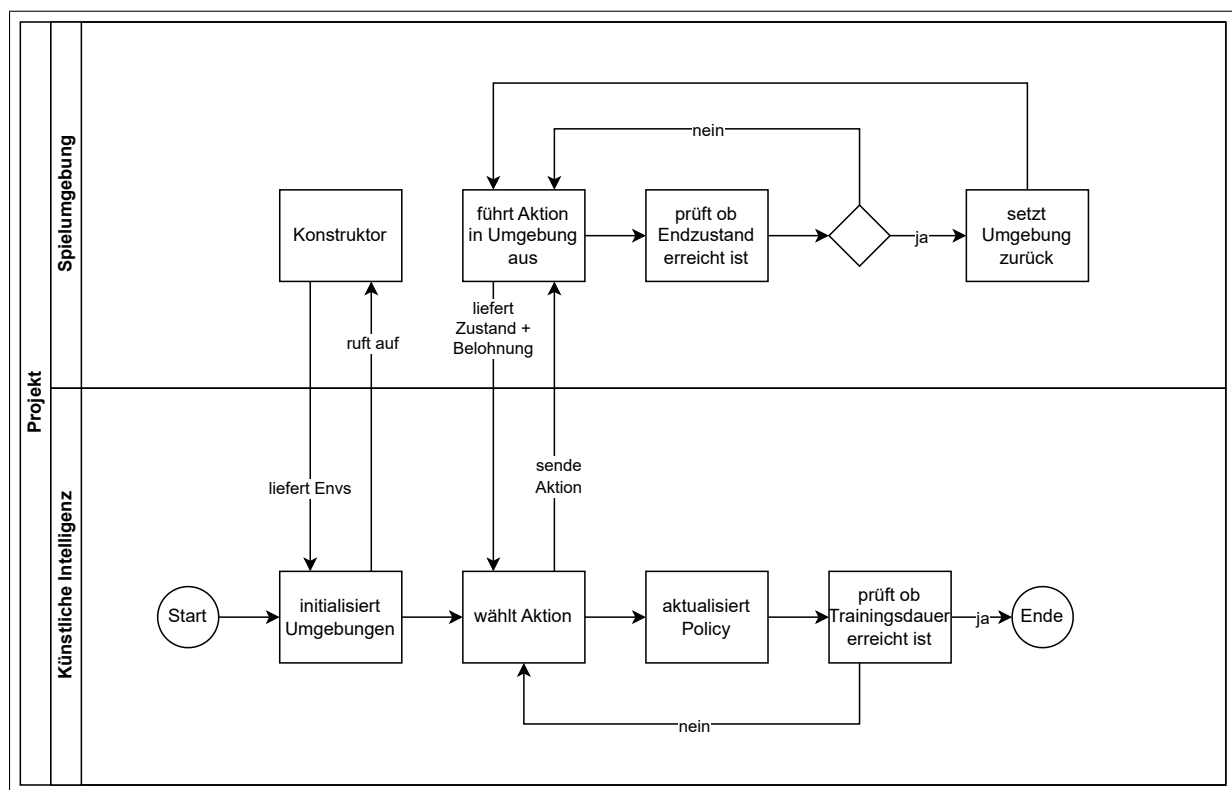 Projekt
Spielumgebung
nein
Konstruktor
führt Aktion
in Umgebung
aus
prüft ob
Endzustand
erreicht ist
ja
setzt
Umgebung
zurück
ruft auf
liefert
Zustand +
Belohnung
Künstliche Intelligenz
liefert Envs
sende
Aktion
Start
initialisiert
Umgebungen
wählt Aktion
aktualisiert
Policy
prüft ob
Trainingsdauer
erreicht ist
ja
Ende
nein